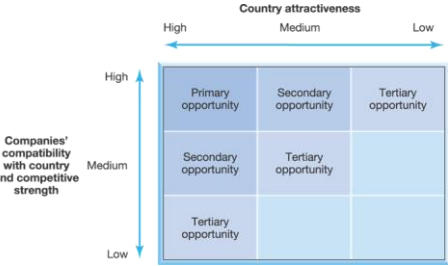 Country attractiveness
High Medium Low
High
Primary opportunity
Secondary opportunity
Tertiary opportunity
Companies'
compatibility
with country
nd competitive
strength
Medium
Secondary opportunity
Tertiary opportunity
Tertiary opportunity
Low